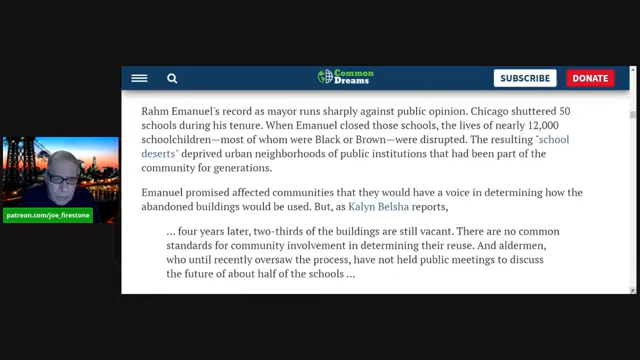 Common
Dreams
SUBSCRIBE
DONATE
Rahm Emanuel's record as mayor runs sharply against public opinion. Chicago shuttered 50
schools during his tenure. When Emanuel closed those schools, the lives of nearly 12,000
schoolchildren—most of whom were Black or Brown—were disrupted. The resulting "school
deserts" deprived urban neighborhoods of public institutions that had been part of the
community for generations.
Emanuel promised affected communities that they would have a voice in determining how the
abandoned buildings would be used. But, as Kalyn Belsha reports,
… four years later, two-thirds of the buildings are still vacant. There are no common
standards for community involvement in determining their reuse. And aldermen,
who until recently oversaw the process, have not held public meetings to discuss
the future of about half of the schools …
patreon.com/joe_firestone